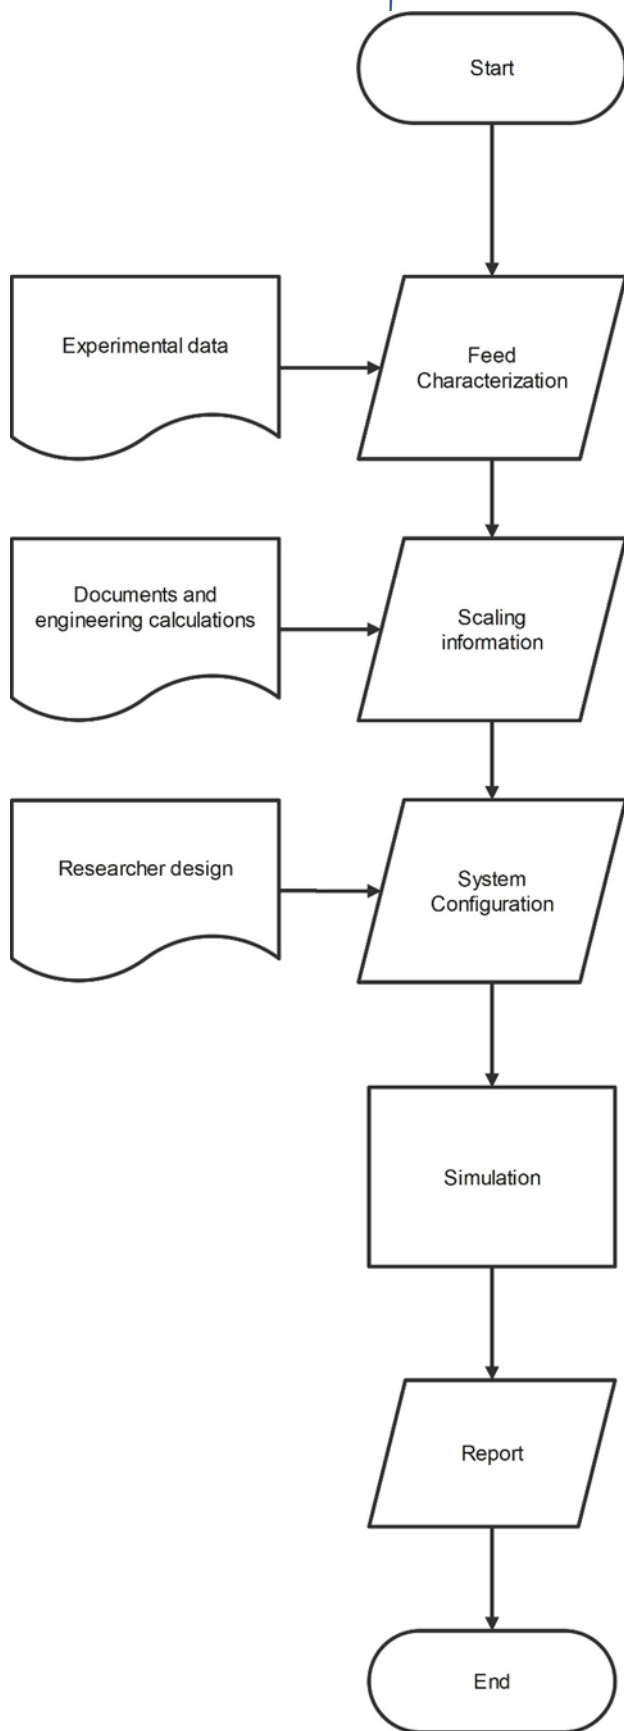 Start
Experimental data
Feed
Characterization
Documents and
engineering calculations
Scaling
information
Researcher design
System
Configuration
Simulation
Report
End